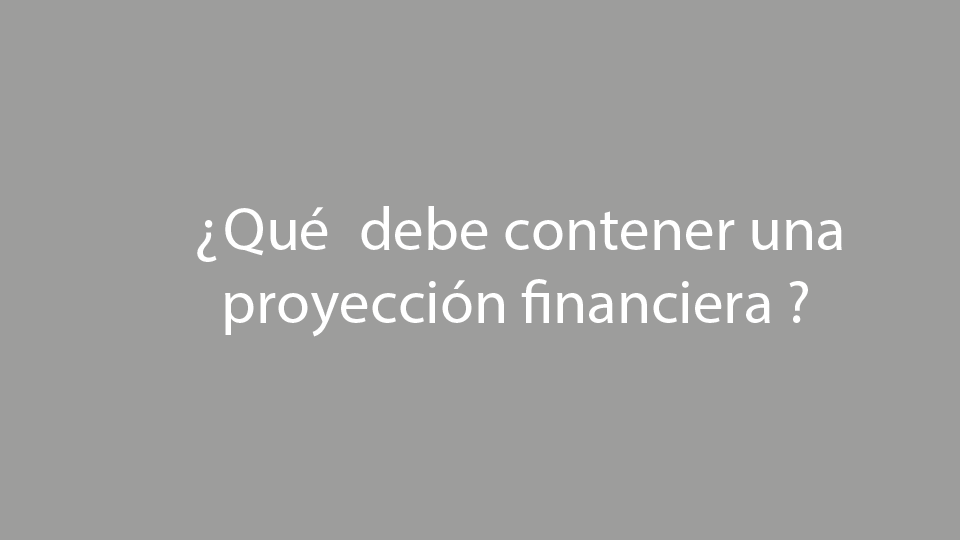 ¿Qué  debe contener una
proyección financiera ?